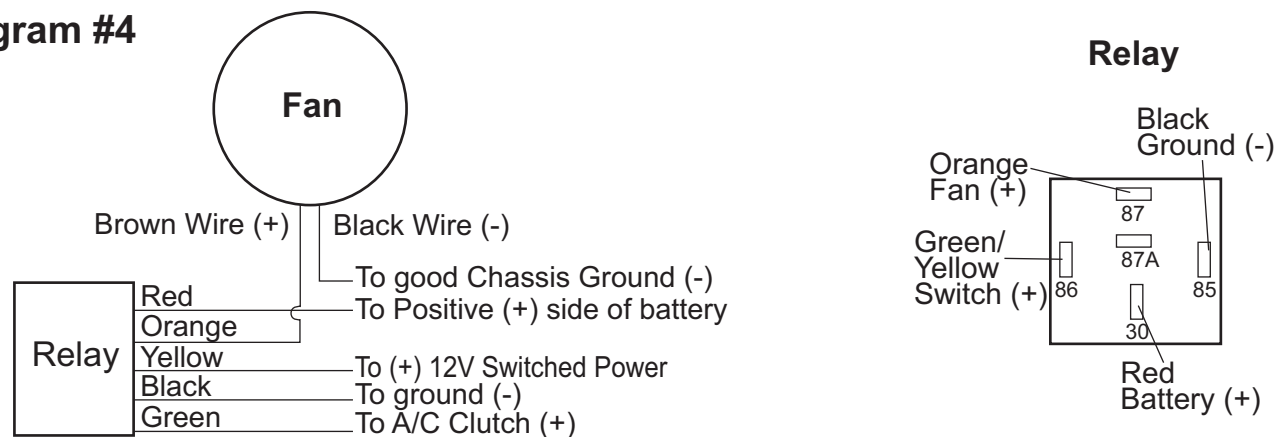 gram #4
Fan
Brown Wire (+)
Black Wire (-)
To good Chassis Ground (-)
Red
To Positive (+) side of battery
Orange
Relay
Yellow
To (+) 12V Switched Power
Black
To ground (-)
Green
To A/C Clutch (+)
Relay
Black
Ground (-)
Orange
Fan (+)
87
Green/
Yellow
Switch (+)
87A
86
85
30
Red
Battery (+)